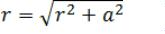 r = √(r² + a²)